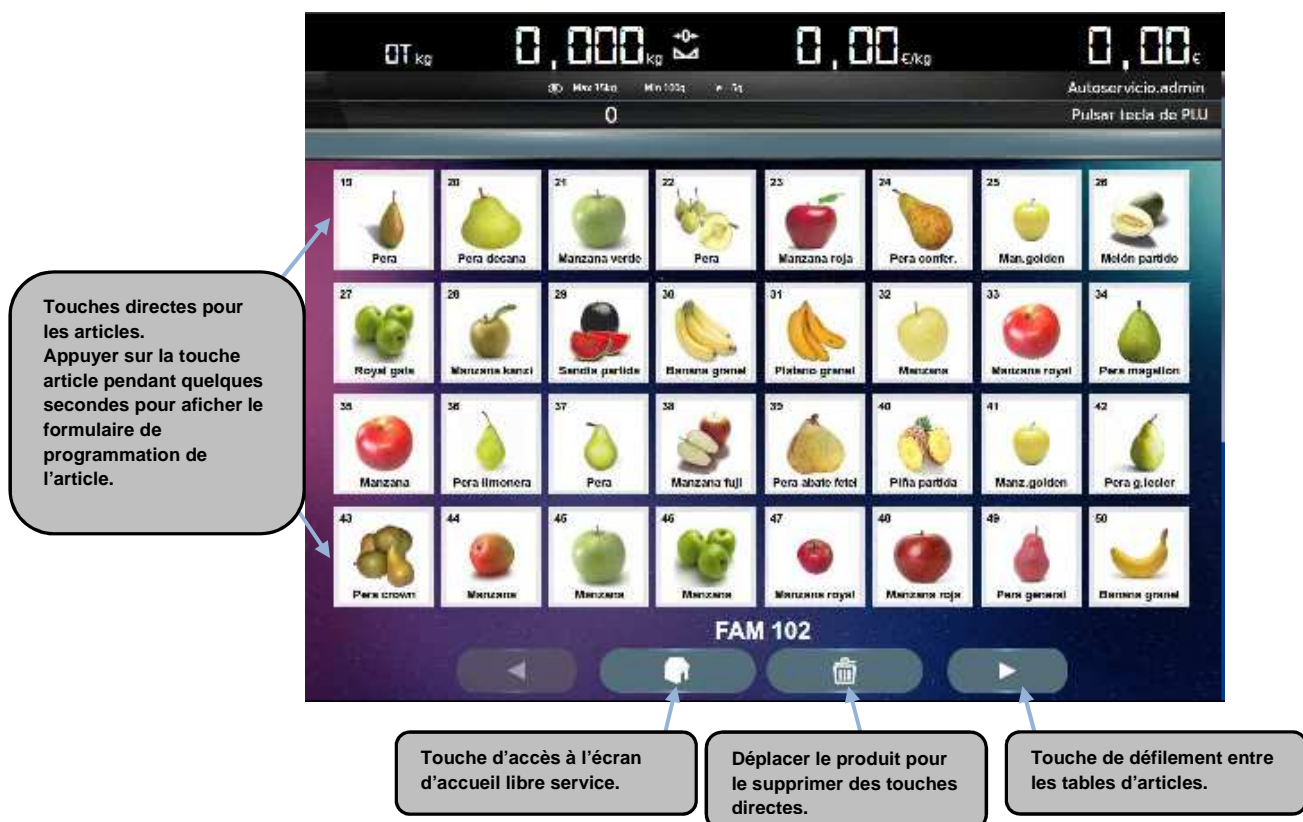 0T kg 0,000 kg →0← 0,00 €/kg 0,00 €
Max 15kg Min 100g e 5g Autoservicio.admin
0 Pulsar tecla de PLU
19 20 21 22 23 24 25 26
Pera Pera decana Manzana verde Pera Manzana roja Pera confer. Man.golden Melón partido
27 28 29 30 31 32 33 34
Royal gala Manzana kanzi Sandia partida Banana granel Platano granel Manzana Manzana royal Pera magallon
35 36 37 38 39 40 41 42
Manzana Pera limonera Pera Manzana fuji Pera abate fetel Piña partida Manz.golden Pera g.lecler
43 44 45 46 47 48 49 50
Pera crown Manzana Manzana Manzana Manzana royal Manzana roja Pera general Banana granel
FAM 102
Touches directes pour
les articles.
Appuyer sur la touche
article pendant quelques
secondes pour aficher le
formulaire de
programmation de
l’article.
Touche d’accès à l’écran
d’accueil libre service.
Déplacer le produit pour
le supprimer des touches
directes.
Touche de défilement entre
les tables d’articles.